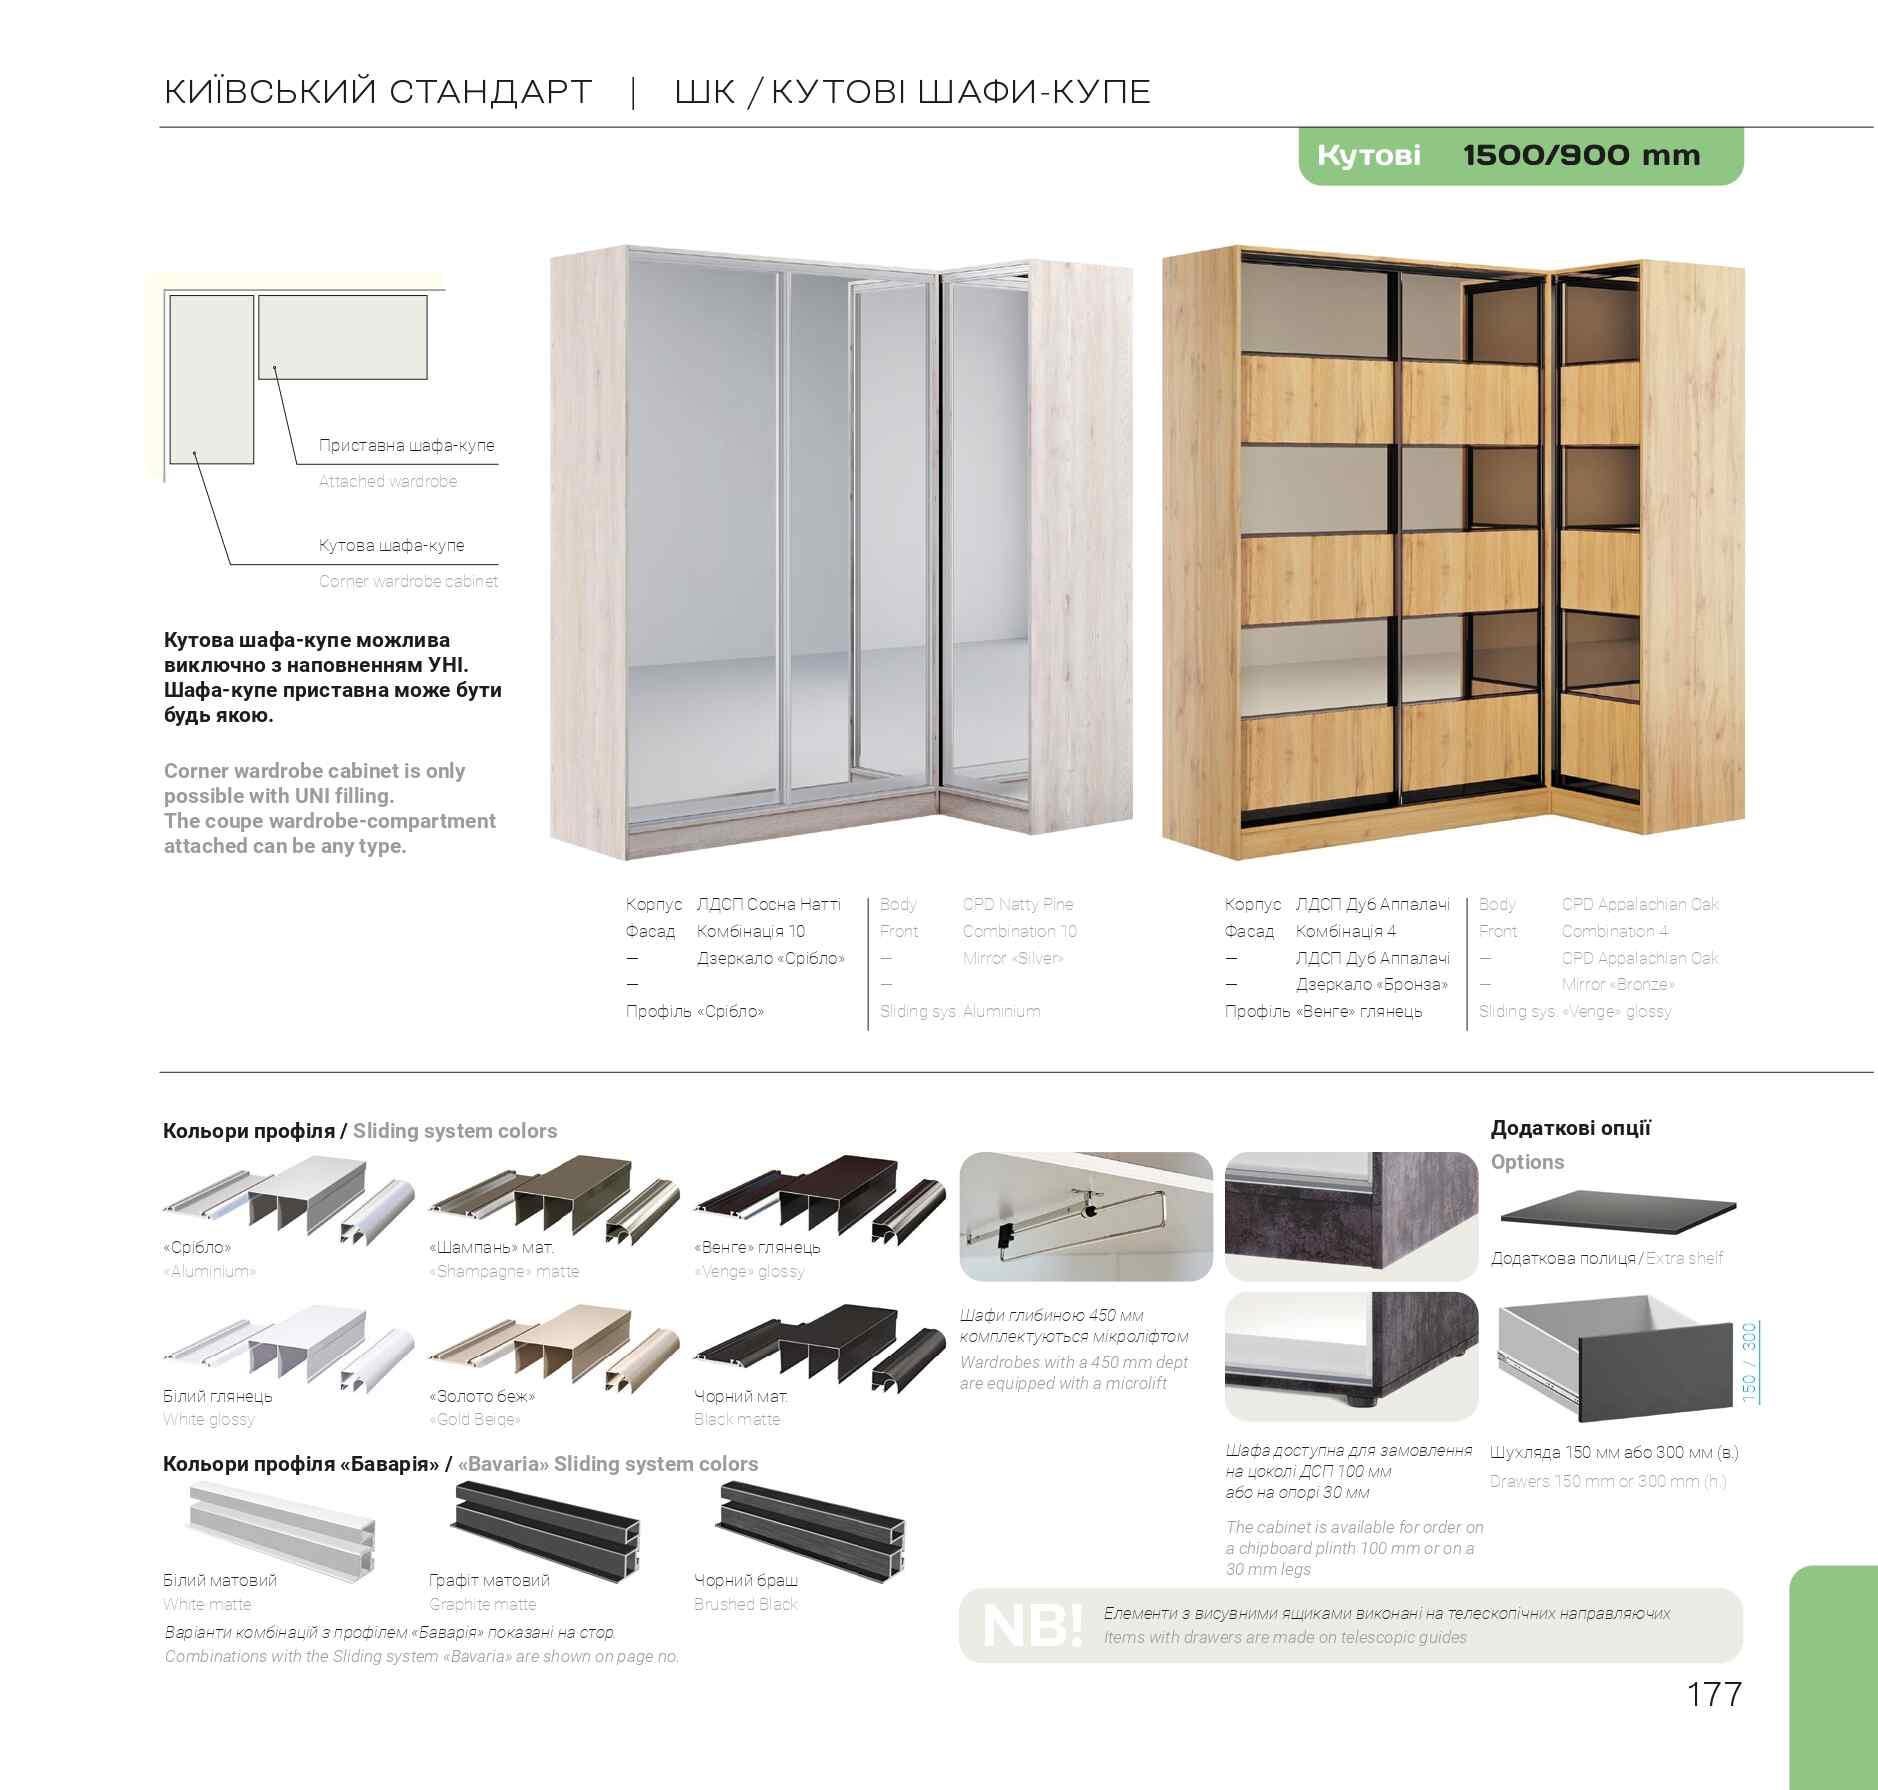 КИЇВСЬКИЙ СТАНДАРТ | ШК / КУТОВІ ШАФИ-КУПЕ
Кутові 1500/900 mm
Приставна шафа-купе
Attached wardrobe
Кутова шафа-купе
Corner wardrobe cabinet
Кутова шафа-купе можлива
виключно з наповненням УНІ.
Шафа-купе приставна може бути
будь якою.
Corner wardrobe cabinet is only
possible with UNI filling.
The coupe wardrobe-compartment
attached can be any type.
Корпус ЛДСП Сосна Натті
Фасад Комбінація 10
— Дзеркало «Срібло»
—
Профіль «Срібло»
Body CPD Natty Pine
Front Combination 10
— Mirror «Silver»
—
Sliding sys. Aluminium
Корпус ЛДСП Дуб Аппалачі
Фасад Комбінація 4
— ЛДСП Дуб Аппалачі
— Дзеркало «Бронза»
Профіль «Венге» глянець
Body CPD Appalachian Oak
Front Combination 4
— CPD Appalachian Oak
— Mirror «Bronze»
Sliding sys. «Venge» glossy
Кольори профіля / Sliding system colors
«Срібло»
«Aluminium»
«Шампань» мат.
«Shampagne» matte
«Венге» глянець
«Venge» glossy
Білий глянець
White glossy
«Золото беж»
«Gold Beige»
Чорний мат.
Black matte
Кольори профіля «Баварія» / «Bavaria» Sliding system colors
Білий матовий
White matte
Графіт матовий
Graphite matte
Чорний браш
Brushed Black
Варіанти комбінацій з профілем «Баварія» показані на стор.
Combinations with the Sliding system «Bavaria» are shown on page no.
Шафи глибиною 450 мм
комплектуються мікроліфтом
Wardrobes with a 450 mm dept
are equipped with a microlift
Шафа доступна для замовлення
на цоколі ДСП 100 мм
або на опорі 30 мм
The cabinet is available for order on
a chipboard plinth 100 mm or on a
30 mm legs
Додаткові опції
Options
Додаткова полиця / Extra shelf
150 / 300
Шухляда 150 мм або 300 мм (в.)
Drawers 150 mm or 300 mm (h.)
NB!
Елементи з висувними ящиками виконані на телескопічних направляючих
Items with drawers are made on telescopic guides
177